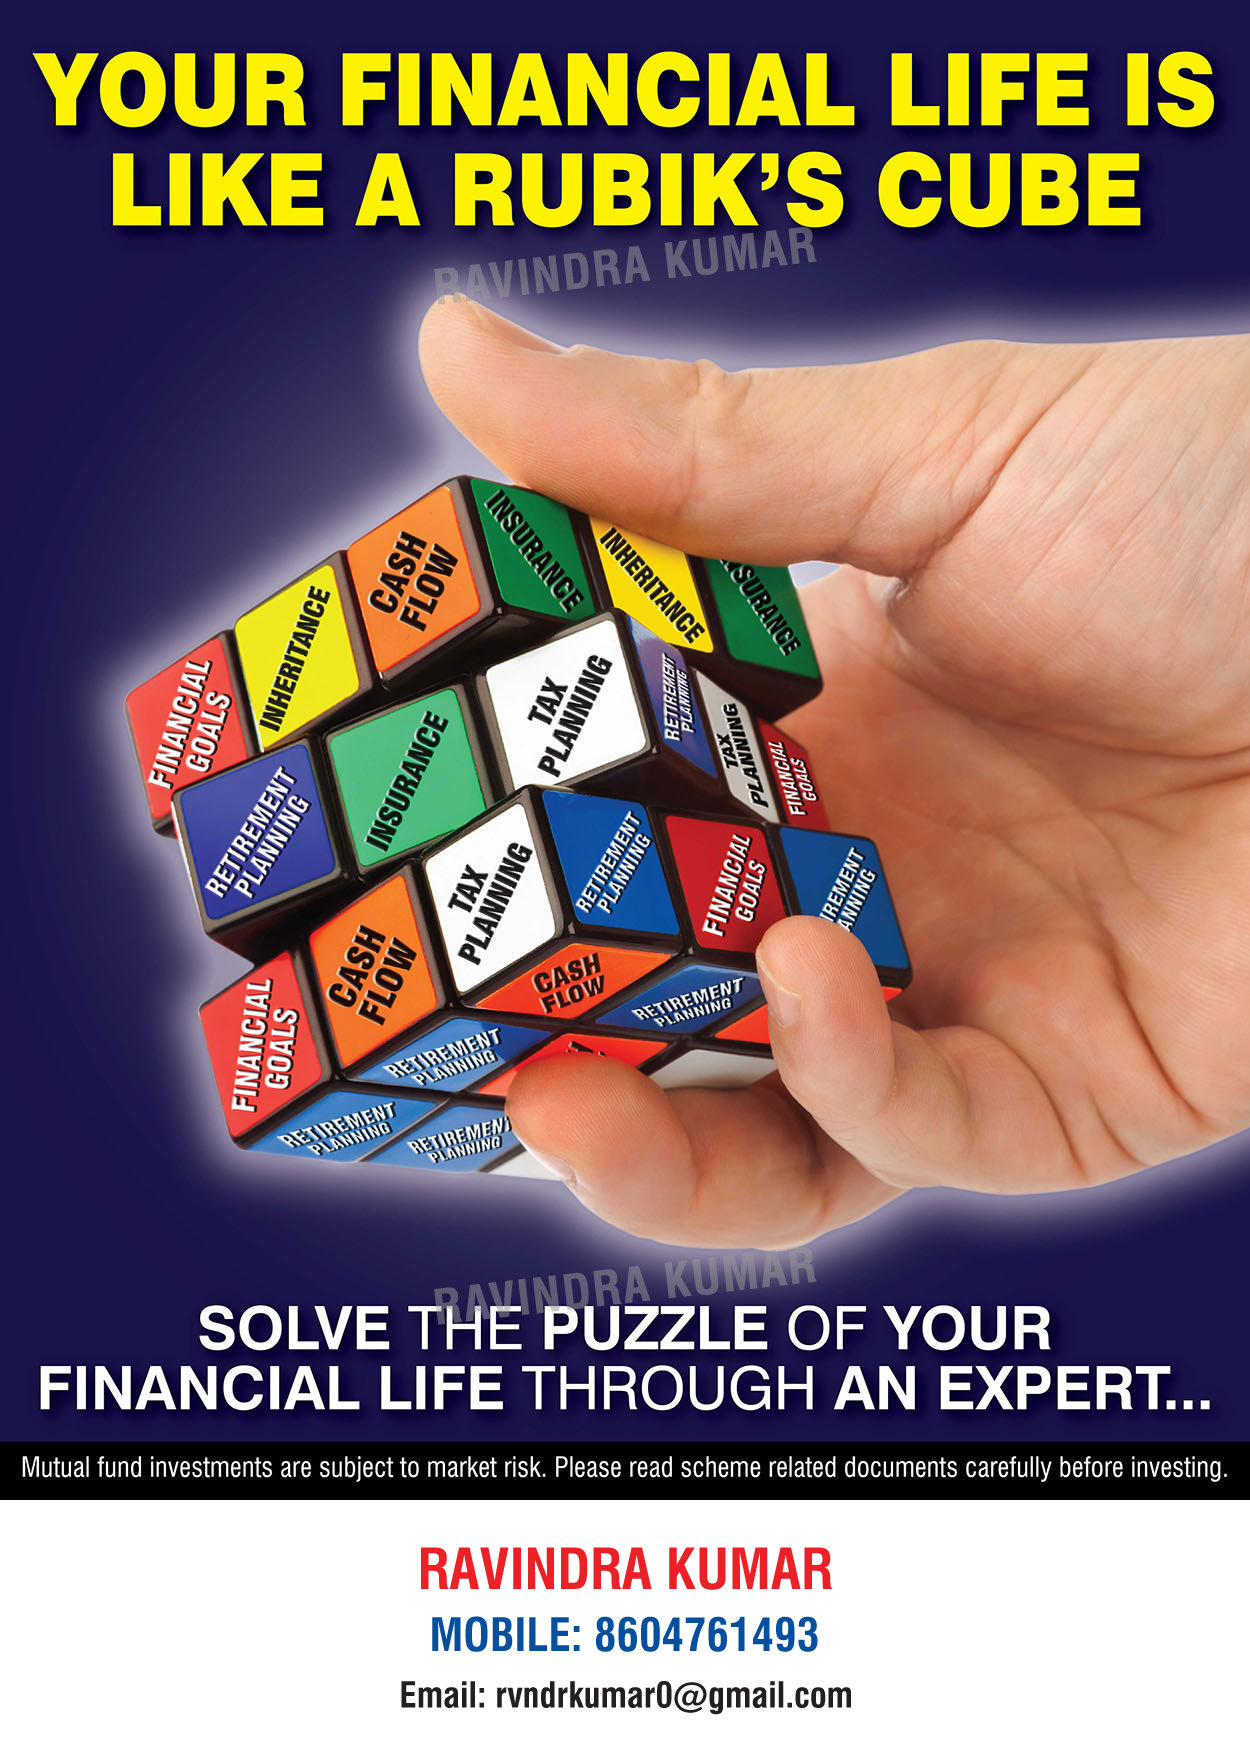 YOUR FINANCIAL LIFE IS
LIKE A RUBIK'S CUBE
RAVINDRA KUMAR
INSURANCE
CASH
FLOW
INHERITANCE
INSURANCE
INHERITANCE
FINANCIAL
GOALS
TAX
PLANNING
RETIREMENT
PLANNING
TAX
PLANNING
FINANCIAL
GOALS
INSURANCE
RETIREMENT
PLANNING
TAX
PLANNING
RETIREMENT
PLANNING
FINANCIAL
GOALS
IREMENT
ANNING
CASH
FLOW
FINANCIAL
GOALS
CASH
FLOW
RETIREMENT
PLANNING
RETIREMENT
PLANNING
RETIREMENT
PLANNING
RETIREMENT
PLANNING
RAVINDRA KUMAR
SOLVE THE PUZZLE OF YOUR
FINANCIAL LIFE THROUGH AN EXPERT...
Mutual fund investments are subject to market risk. Please read scheme related documents carefully before investing.
RAVINDRA KUMAR
MOBILE: 8604761493
Email: rvndrkumar0@gmail.com